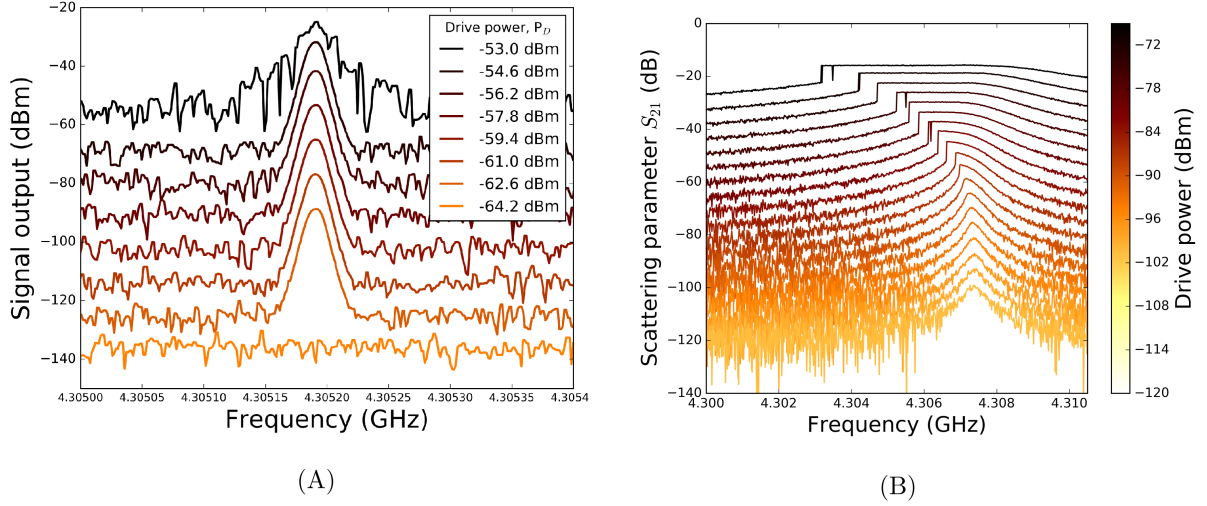 −20
−40
−60
−80
−100
−120
−140
Signal output (dBm)
4.30500 4.30505 4.30511 4.30515 4.30520 4.30525 4.30530 4.30535 4.30540
Frequency (GHz)
Drive power, P_D
-53.0 dBm
-54.6 dBm
-56.2 dBm
-57.8 dBm
-59.4 dBm
-61.0 dBm
-62.6 dBm
-64.2 dBm
(A)
0
−20
−40
−60
−80
−100
−120
−140
Scattering parameter S_21 (dB)
4.300 4.302 4.304 4.306 4.308 4.310
Frequency (GHz)
−72
−78
−84
−90
−96
−102
−108
−114
−120
Drive power (dBm)
(B)